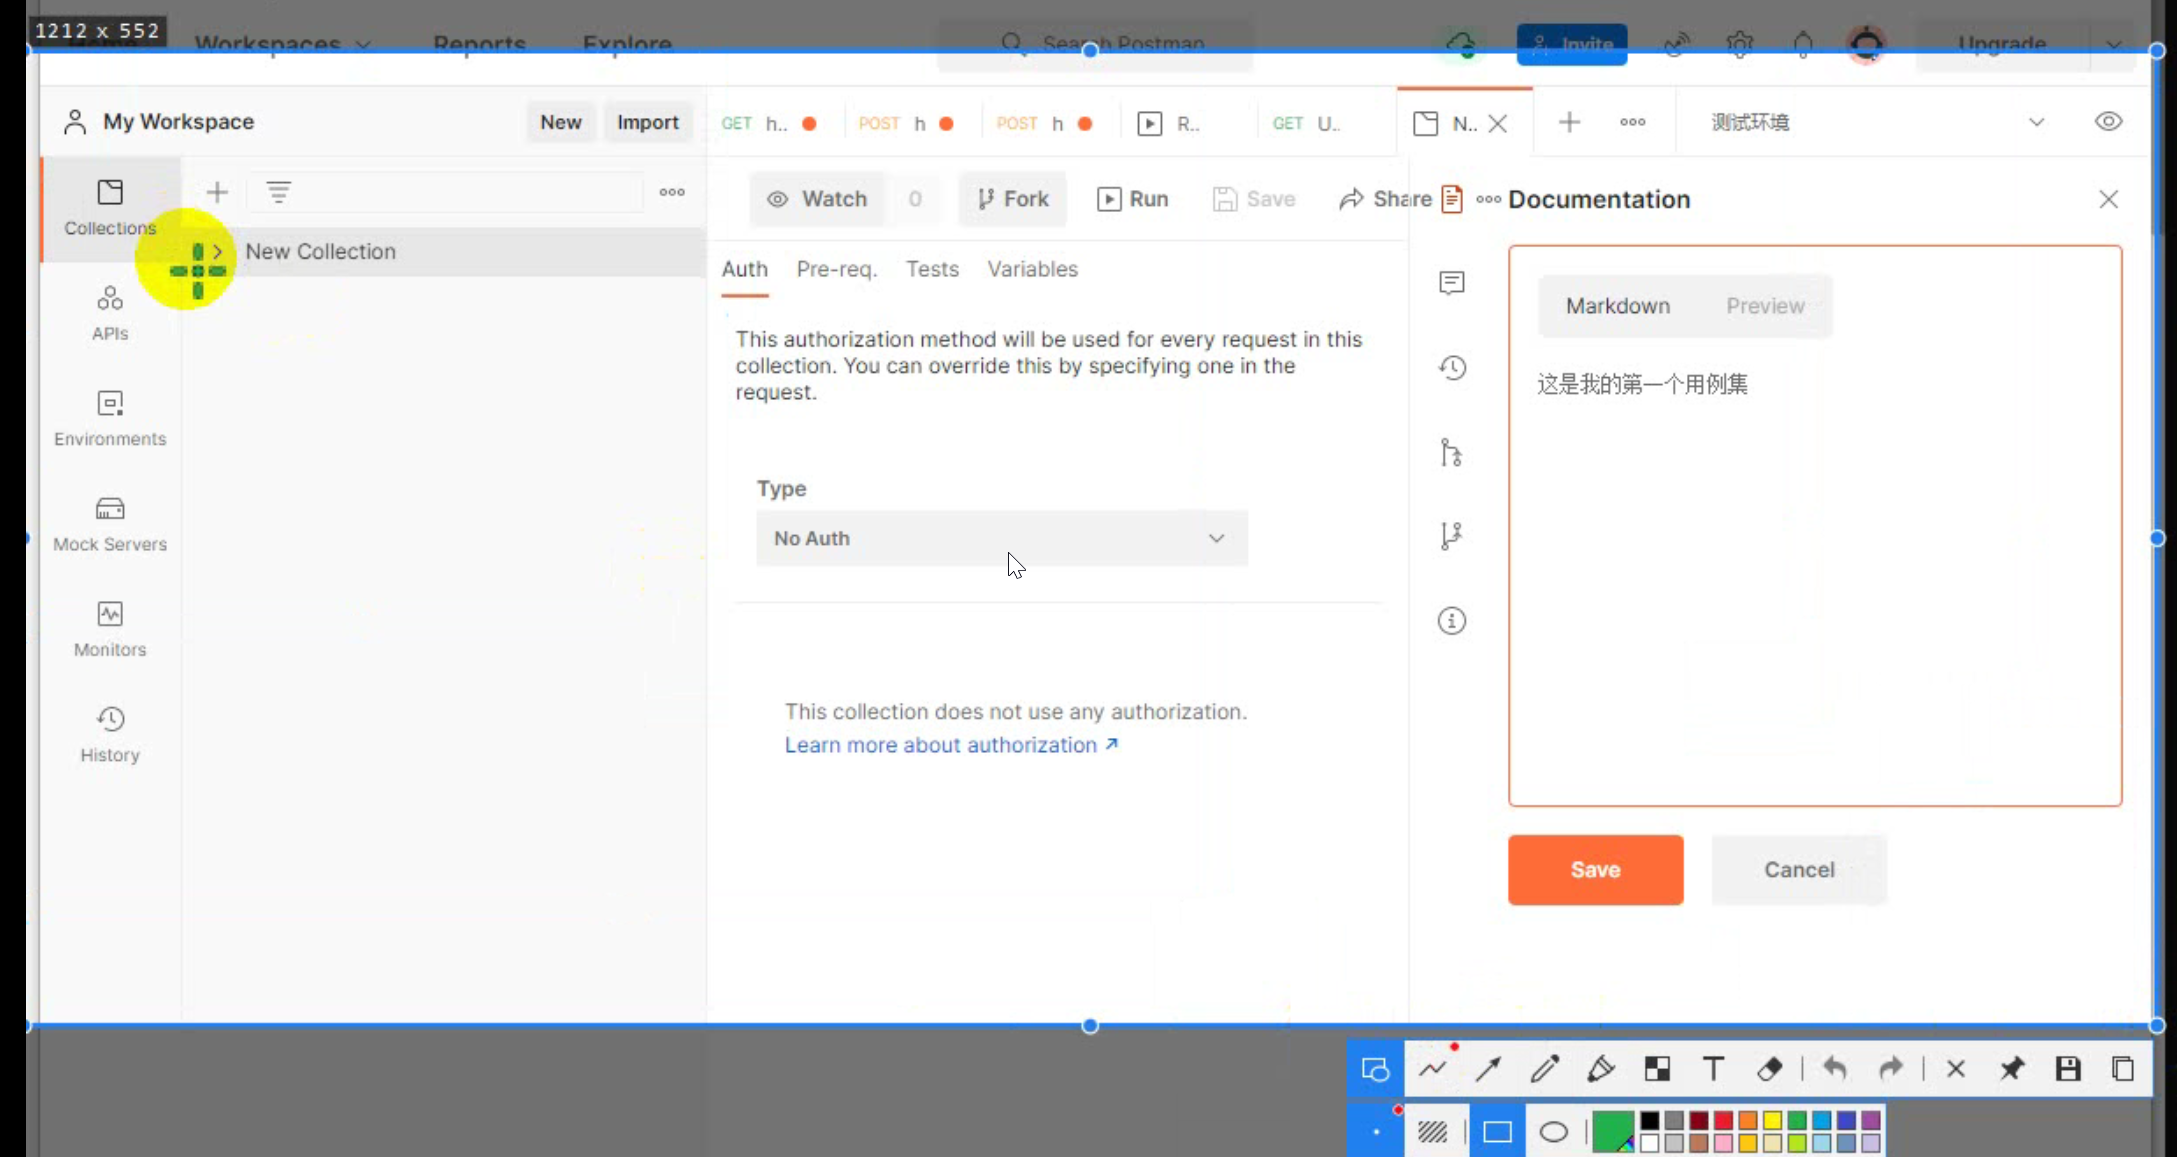 1212 x 552
Home Workspaces Reports Explore Search Postman Invite Upgrade
My Workspace New Import GET h.. POST h POST h R.. GET U.. N.. 测试环境
Collections
Watch 0 Fork Run Save Share Documentation
New Collection
Auth Pre-req. Tests Variables
APIs
Markdown Preview
This authorization method will be used for every request in this
collection. You can override this by specifying one in the
request.
这是我的第一个用例集
Environments
Type
No Auth
Mock Servers
Monitors
This collection does not use any authorization.
Learn more about authorization
History
Save Cancel